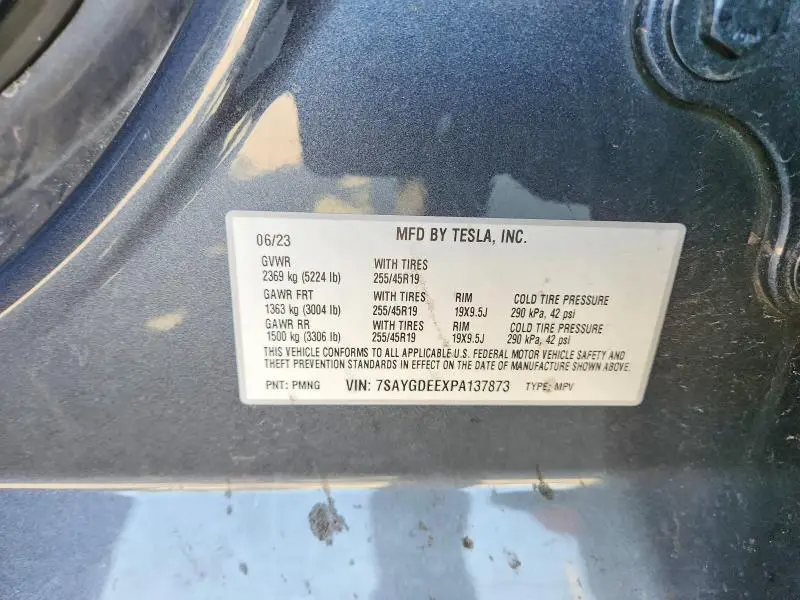 06/23 MFD BY TESLA, INC.
GVWR WITH TIRES
2369 kg (5224 lb) 255/45R19
GAWR FRT WITH TIRES RIM COLD TIRE PRESSURE
1363 kg (3004 lb) 255/45R19 19X9.5J 290 kPa, 42 psi
GAWR RR WITH TIRES RIM COLD TIRE PRESSURE
1500 kg (3306 lb) 255/45R19 19X9.5J 290 kPa, 42 psi
THIS VEHICLE CONFORMS TO ALL APPLICABLE U.S. FEDERAL MOTOR VEHICLE SAFETY AND
THEFT PREVENTION STANDARDS IN EFFECT ON THE DATE OF MANUFACTURE SHOWN ABOVE.
PNT: PMNG VIN: 7SAYGDEEXPA137873 TYPE: MPV